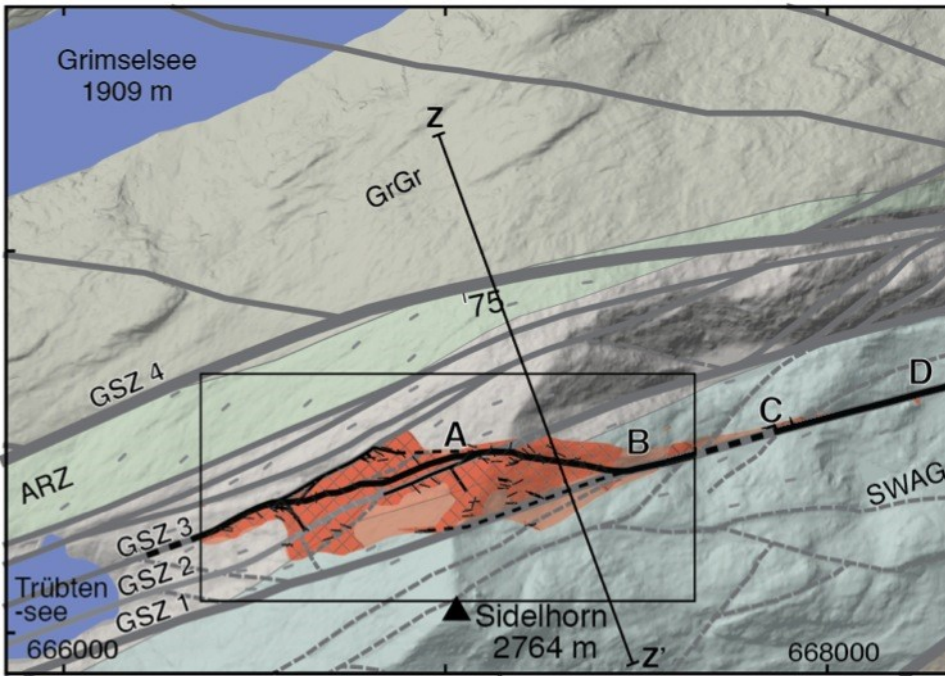 Grimselsee
1909 m
Z
GrGr
75
GSZ 4
A
B
C
D
ARZ
SWAG
GSZ 3
GSZ 2
GSZ 1
Trübten
-see
Sidelhorn
2764 m
666000
668000
Z'